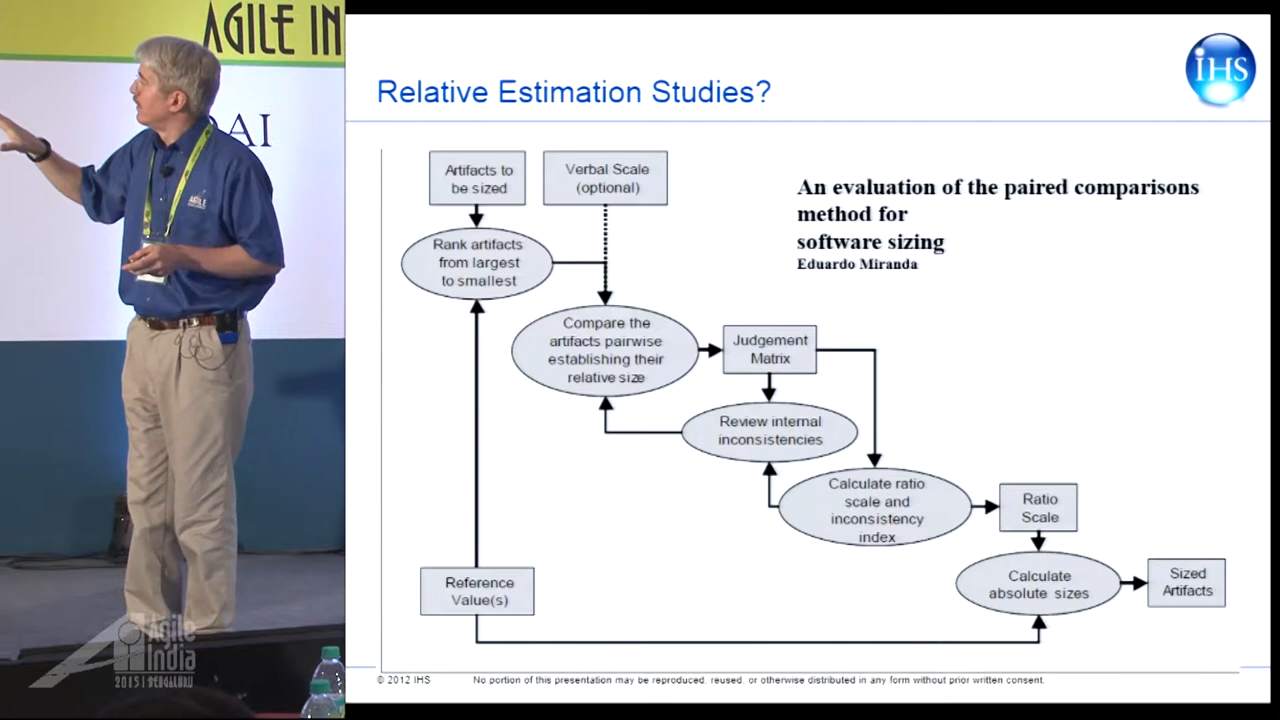 AGILE IN
DAI
AGILE
Agile
India
2015 | BENGALURU
IHS
Relative Estimation Studies?
Artifacts to
be sized
Verbal Scale
(optional)
An evaluation of the paired comparisons
method for
software sizing
Eduardo Miranda
Rank artifacts
from largest
to smallest
Compare the
artifacts pairwise
establishing their
relative size
Judgement
Matrix
Review internal
inconsistencies
Calculate ratio
scale and
inconsistency
index
Ratio
Scale
Reference
Value(s)
Calculate
absolute sizes
Sized
Artifacts
© 2012 IHS
No portion of this presentation may be reproduced, reused, or otherwise distributed in any form without prior written consent.